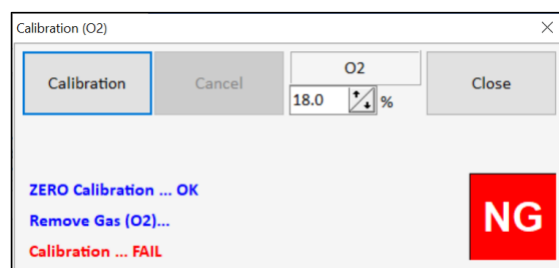 Calibration (O2)
Calibration Cancel O2 Close
18.0 %
ZERO Calibration ... OK
Remove Gas (O2)...
Calibration ... FAIL
NG